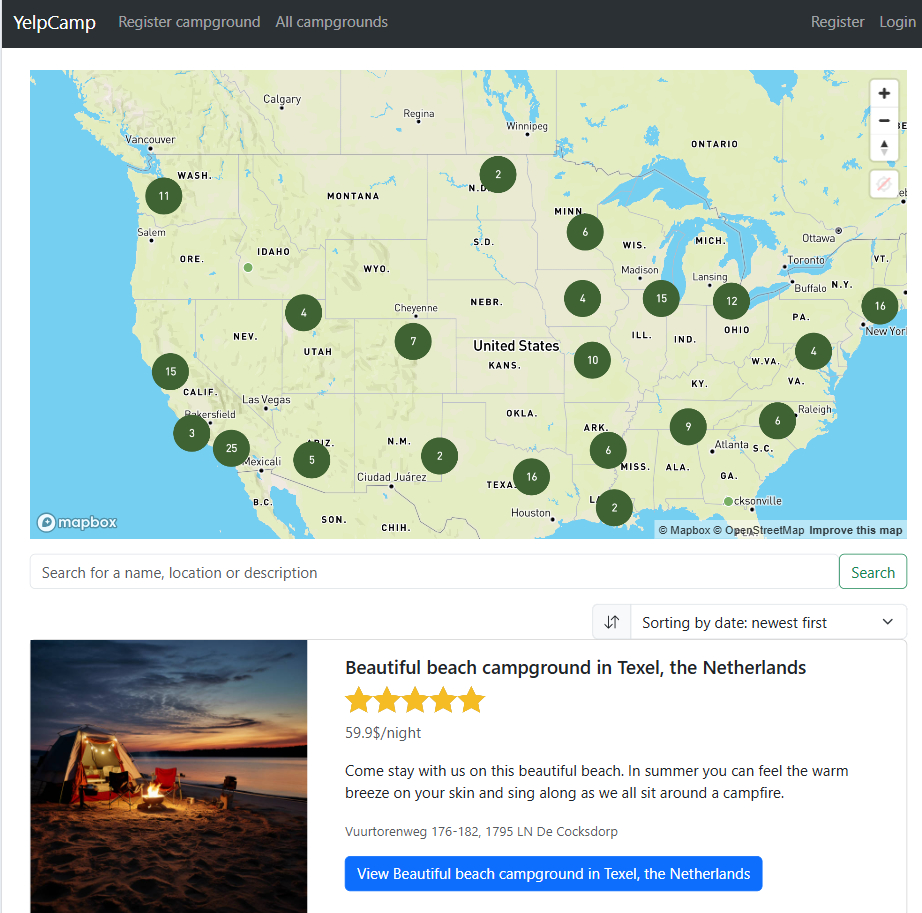 YelpCamp Register campground All campgrounds Register Login
Calgary
Regina
Winnipeg
Vancouver
ONTARIO
WASH.
2
N.D.
11
MONTANA
MINN.
Salem
6
Ottawa
ORE.
IDAHO
S.D.
WIS.
MICH.
VT.
Toronto
WYO.
Madison
Lansing
Buffalo
N.Y.
4
Cheyenne
NEBR.
4
15
12
16
NEV.
7
United States
ILL.
IND.
OHIO
PA.
New York
UTAH
KANS.
10
W.VA.
4
15
KY.
VA.
CALIF.
Las Vegas
Bakersfield
OKLA.
ARK.
9
6
Raleigh
3
25
ARIZ.
N.M.
2
6
Atlanta
S.C.
Mexicali
5
MISS.
ALA.
Ciudad Juárez
TEXAS
16
GA.
B.C.
SON.
CHIH.
Houston
LA.
2
cksonville
mapbox
© Mapbox © OpenStreetMap Improve this map
Search for a name, location or description Search
Sorting by date: newest first
Beautiful beach campground in Texel, the Netherlands
59.9$/night
Come stay with us on this beautiful beach. In summer you can feel the warm
breeze on your skin and sing along as we all sit around a campfire.
Vuurtorenweg 176-182, 1795 LN De Cocksdorp
View Beautiful beach campground in Texel, the Netherlands